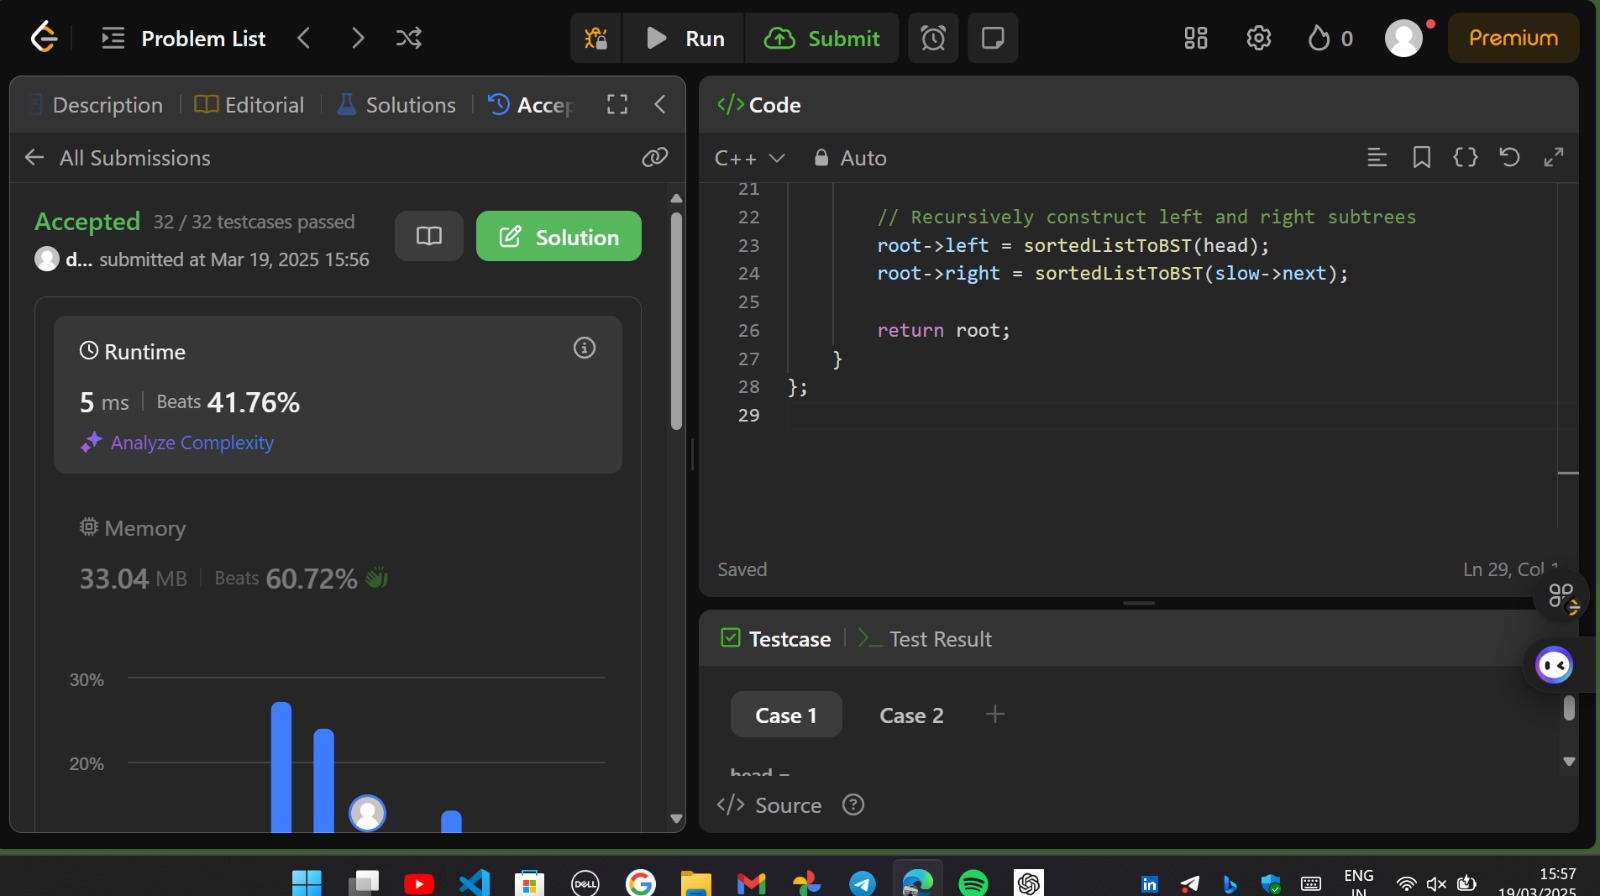 Problem List
Run
Submit
0
Premium
Description
Editorial
Solutions
Accep
Code
All Submissions
C++
Auto
Accepted 32 / 32 testcases passed
d... submitted at Mar 19, 2025 15:56
Solution
Runtime
5 ms Beats 41.76%
Analyze Complexity
Memory
33.04 MB Beats 60.72%
30%
20%
21
22 // Recursively construct left and right subtrees
23 root->left = sortedListToBST(head);
24 root->right = sortedListToBST(slow->next);
25
26 return root;
27 }
28 };
29
Saved
Ln 29, Col 1
Testcase
Test Result
Case 1
Case 2
head =
Source
DELL
ENG
IN
15:57
19/03/2025